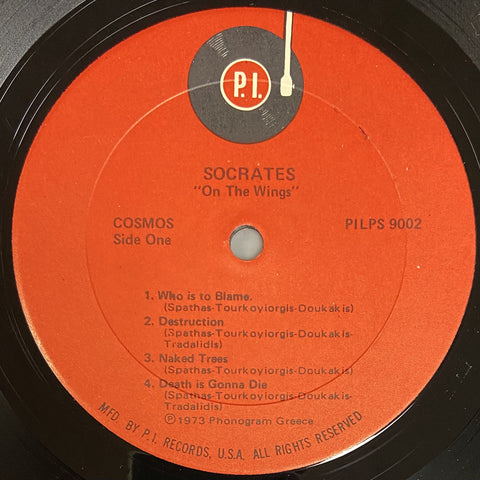 P.I.
SOCRATES
"On The Wings"
COSMOS PILPS 9002
Side One
1. Who is to Blame.
(Spathas-Tourkoyiorgis-Doukakis)
2. Destruction
(Spathas-Tourkoyiorgis-Doukakis-
Tradalidis)
3. Naked Trees
(Spathas-Tourkoyiorgis-Doukakis)
4. Death is Gonna Die
(Spathas-Tourkoyiorgis-Doukakis-
Tradalidis)
Ⓟ 1973 Phonogram Greece
MFD. BY P.I. RECORDS, U.S.A. ALL RIGHTS RESERVED